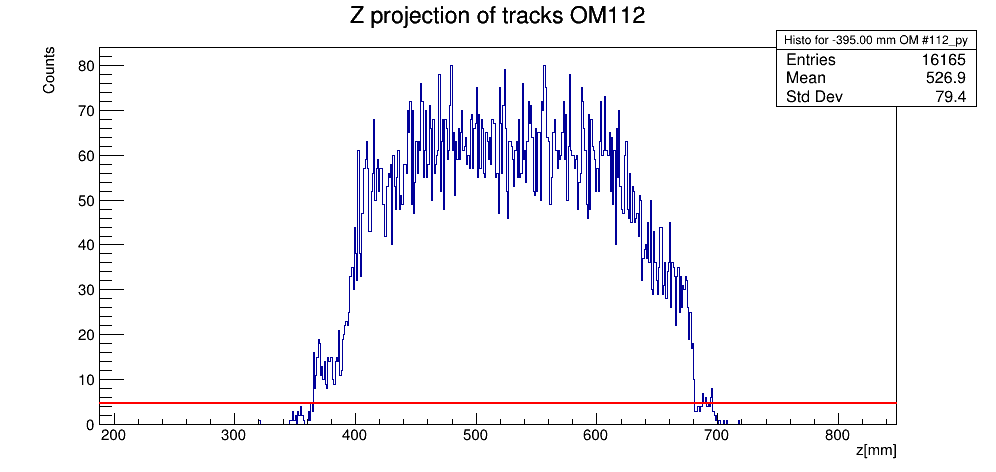 Z projection of tracks OM112
Histo for -395.00 mm OM #112_py
Entries 16165
Mean 526.9
Std Dev 79.4
Counts
80
70
60
50
40
30
20
10
0
200 300 400 500 600 700 800
z[mm]